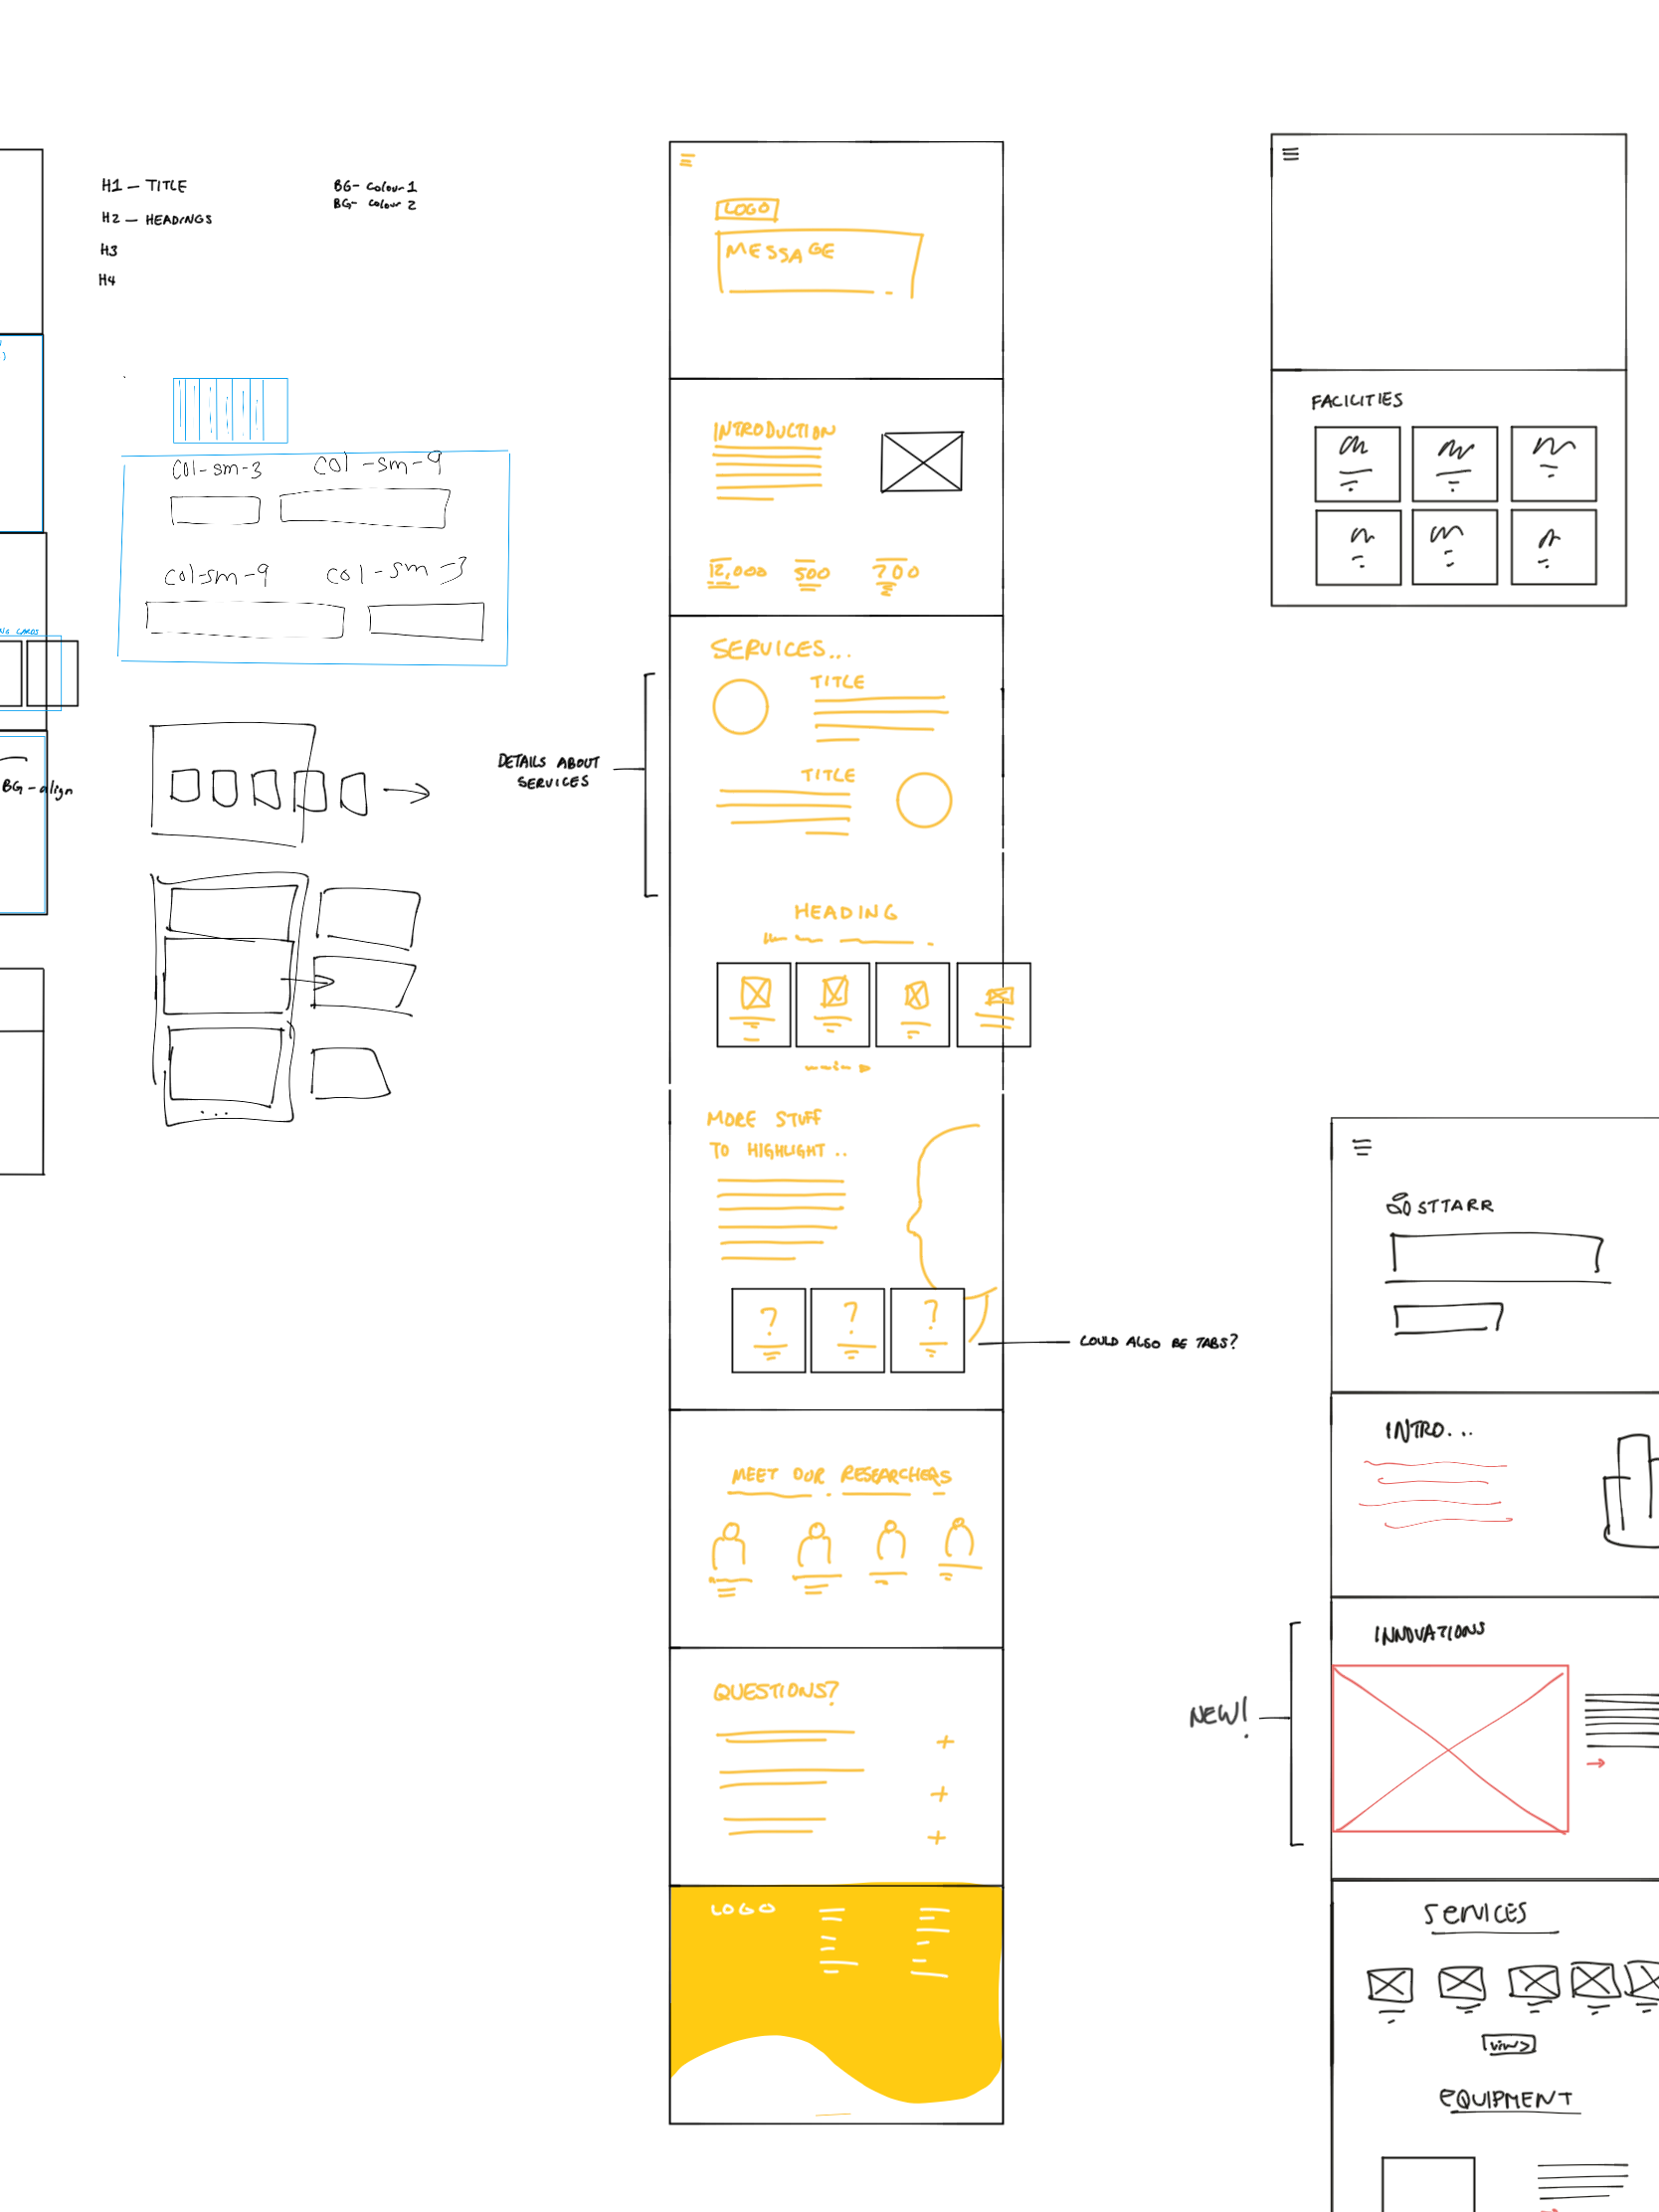 H1 — TITLE
H2 — HEADINGS
H3
H4
BG- Colour 1
BG- Colour 2
COl-sm-3
COl-sm-9
COl-sm-9
COl-sm-3
NG CARDS
BG-align
LOGO
MESSAGE
INTRODUCTION
12,000 500 700
SERVICES...
TITLE
TITLE
DETAILS ABOUT
SERVICES
HEADING
MORE STUFF
TO HIGHLIGHT ..
? ? ?
COULD ALSO BE TABS?
MEET OUR RESEARCHERS
QUESTIONS?
+
+
+
LOGO
FACILITIES
STTARR
INTRO...
INNOVATIONS
NEW!
SERVICES
View >
EQUIPMENT